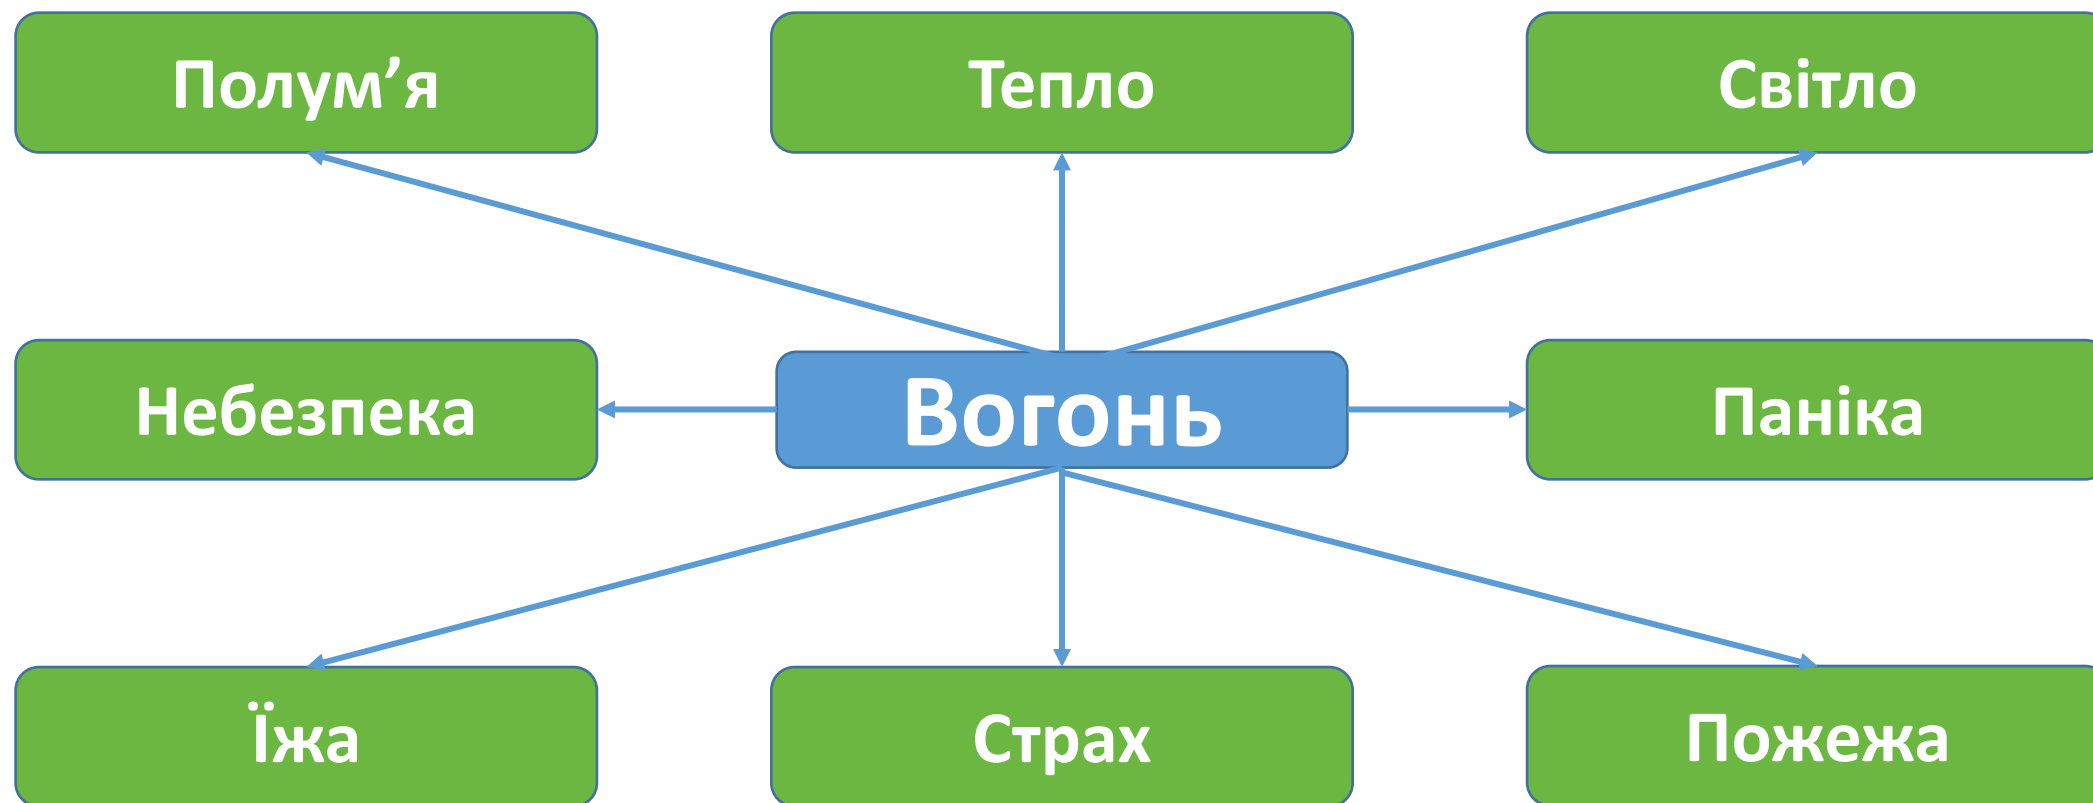 Полум’я
Тепло
Світло
Небезпека
Вогонь
Паніка
Їжа
Страх
Пожежа